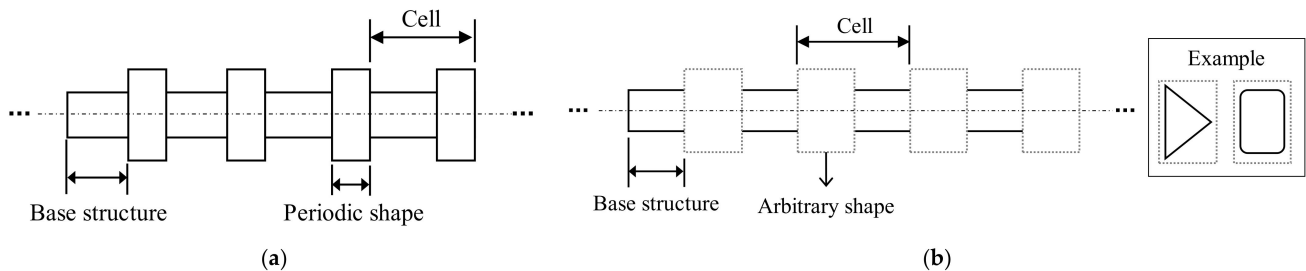 Cell
Base structure
Periodic shape
(a)
Cell
Base structure
Arbitrary shape
Example
(b)